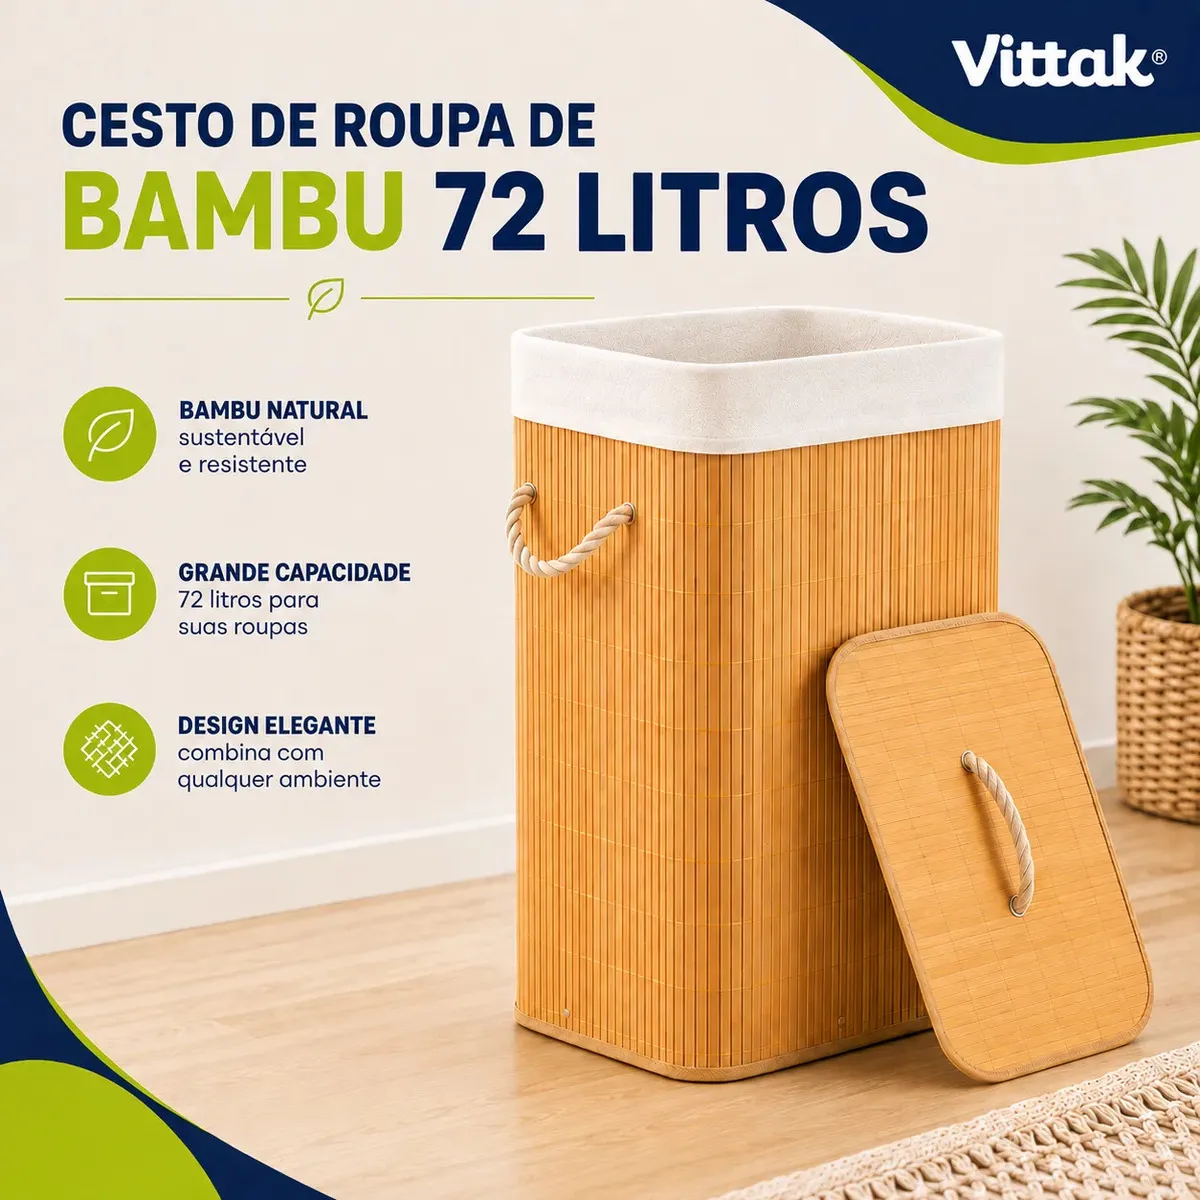 Vittak®
CESTO DE ROUPA DE
BAMBU 72 LITROS
BAMBU NATURAL
sustentável
e resistente
GRANDE CAPACIDADE
72 litros para
suas roupas
DESIGN ELEGANTE
combina com
qualquer ambiente